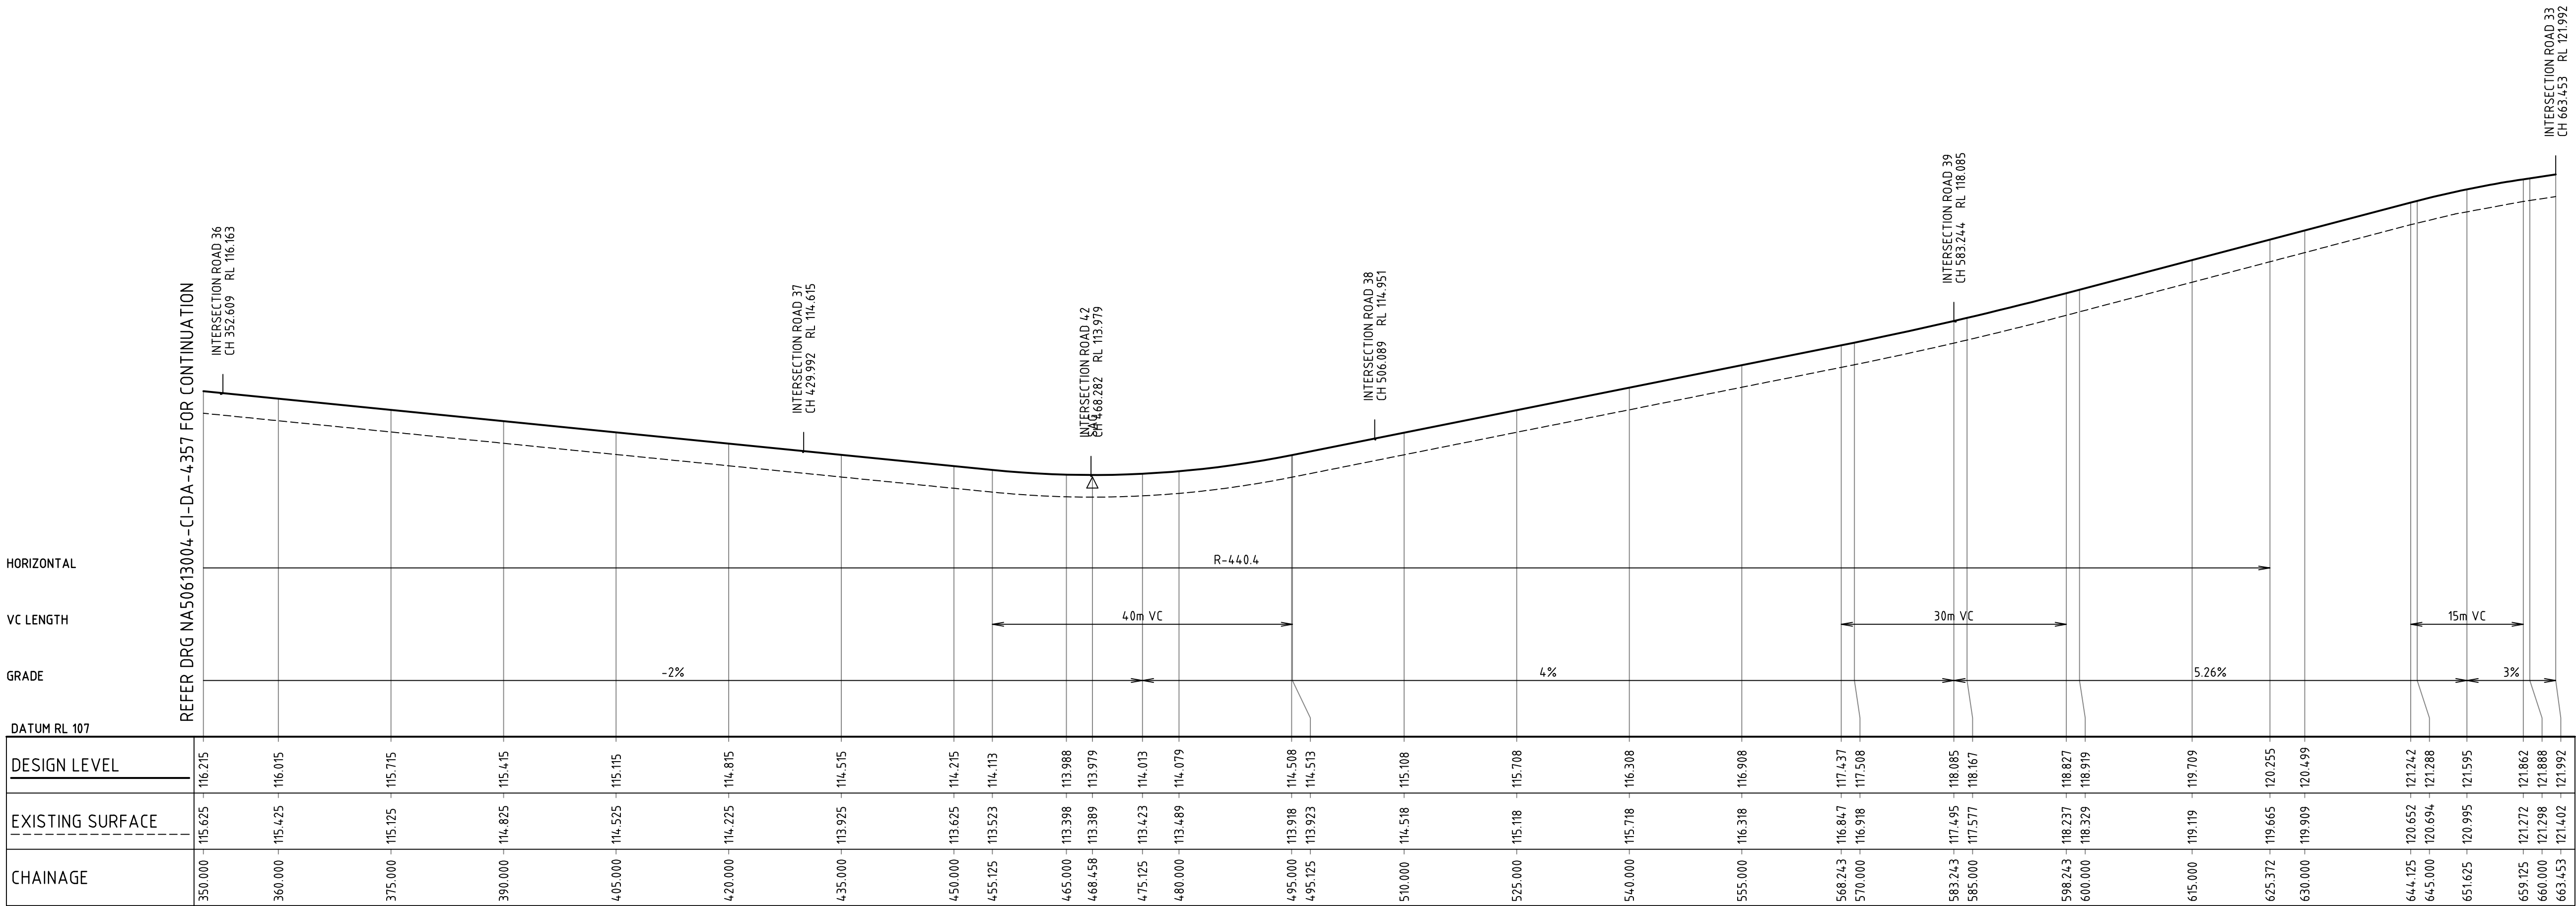 INTERSECTION ROAD 33
CH 663.453 RL 121.992
INTERSECTION ROAD 39
CH 583.244 RL 118.085
INTERSECTION ROAD 36
CH 352.609 RL 116.163
INTERSECTION ROAD 38
CH 506.089 RL 114.951
INTERSECTION ROAD 37
CH 429.992 RL 114.615
INTERSECTION ROAD 42
CH 468.282 RL 113.979
SAG
REFER DRG NA50613004-CI-DA-4357 FOR CONTINUATION
HORIZONTAL
R-440.4
VC LENGTH
40m VC
30m VC
15m VC
GRADE
-2%
4%
5.26%
3%
DATUM RL 107
DESIGN LEVEL
116.215 116.015 115.715 115.415 115.115 114.815 114.515 114.215 114.113 113.988 113.979 114.013 114.079 114.508 114.513 115.108 115.708 116.308 116.908 117.437 117.508 118.085 118.167 118.827 118.919 119.709 120.255 120.499 121.242 121.288 121.595 121.862 121.888 121.992
EXISTING SURFACE
115.625 115.425 115.125 114.825 114.525 114.225 113.925 113.625 113.523 113.398 113.389 113.423 113.489 113.918 113.923 114.518 115.118 115.718 116.318 116.847 116.918 117.495 117.577 118.237 118.329 119.119 119.665 119.909 120.652 120.694 120.995 121.272 121.298 121.402
CHAINAGE
350.000 360.000 375.000 390.000 405.000 420.000 435.000 450.000 455.125 465.000 468.458 475.125 480.000 495.000 495.125 510.000 525.000 540.000 555.000 568.243 570.000 583.243 585.000 598.243 600.000 615.000 625.372 630.000 644.125 645.000 651.625 659.125 660.000 663.453